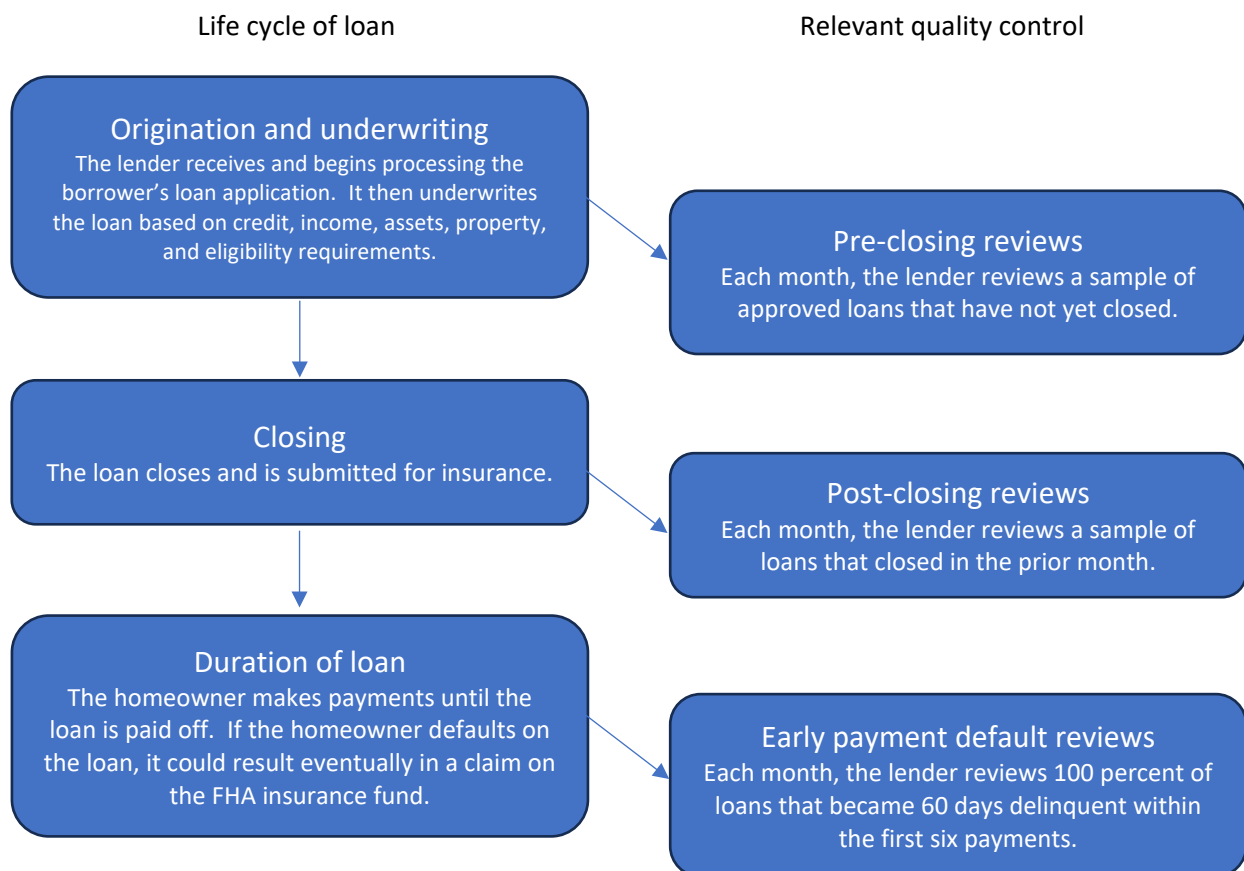 Life cycle of loan
Relevant quality control
Origination and underwriting
The lender receives and begins processing the
borrower’s loan application.  It then underwrites
the loan based on credit, income, assets, property,
and eligibility requirements.
Pre-closing reviews
Each month, the lender reviews a sample of
approved loans that have not yet closed.
Closing
The loan closes and is submitted for insurance.
Post-closing reviews
Each month, the lender reviews a sample of
loans that closed in the prior month.
Duration of loan
The homeowner makes payments until the
loan is paid off.  If the homeowner defaults on
the loan, it could result eventually in a claim on
the FHA insurance fund.
Early payment default reviews
Each month, the lender reviews 100 percent of
loans that became 60 days delinquent within
the first six payments.